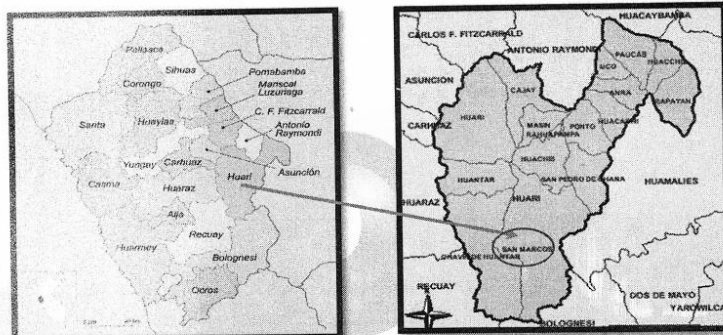 Pallasca
Sihuas
Corongo
Pomabamba
Mariscal
Luzuriaga
C. F. Fitzcarrald
Antonio
Raymondi
Santa
Huaylas
Yungay
Carhuaz
Asunción
Casma
Huaraz
Huari
Aija
Recuay
Huarmey
Bolognesi
Ocros
HUACAYBAMBA
CARLOS F. FITZCARRALD
ANTONIO RAYMONDI
PAUCAS
UCO
HUACCHIS
ASUNCION
CAJAY
ANRA
RAPAYAN
HUARI
CARHUAZ
MASIN
RAHUAPAMPA
PONTO
HUACACHI
HUACHIS
HUANTAR
SAN PEDRO DE CHANA
HUAMALIES
HUARAZ
HUARI
SAN MARCOS
CHAVIN DE HUANTAR
RECUAY
DOS DE MAYO
YAROWILCA
BOLOGNESI